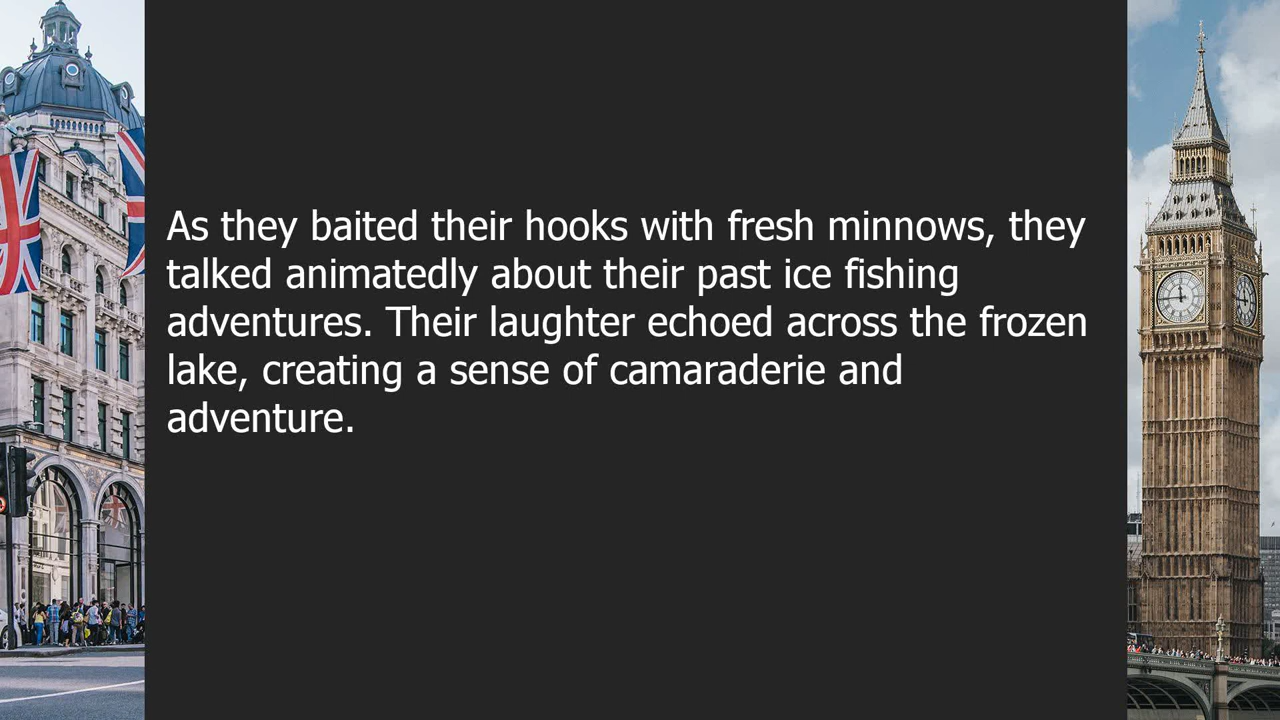 As they baited their hooks with fresh minnows, they
talked animatedly about their past ice fishing
adventures. Their laughter echoed across the frozen
lake, creating a sense of camaraderie and
adventure.